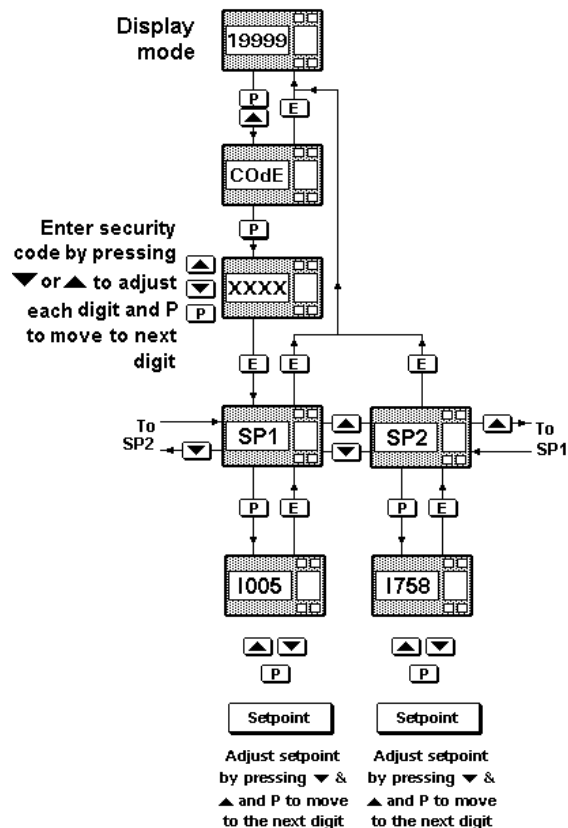 Display
mode
19999
P
E
COdE
P
Enter security
code by pressing
▼ or ▲ to adjust
each digit and P
to move to next
digit
P
XXXX
E
E
E
To
SP2
SP1
SP2
To
SP1
P
E
P
E
1005
1758
P
P
Setpoint
Setpoint
Adjust setpoint
by pressing ▼ &
▲ and P to move
to the next digit
Adjust setpoint
by pressing ▼ &
▲ and P to move
to the next digit